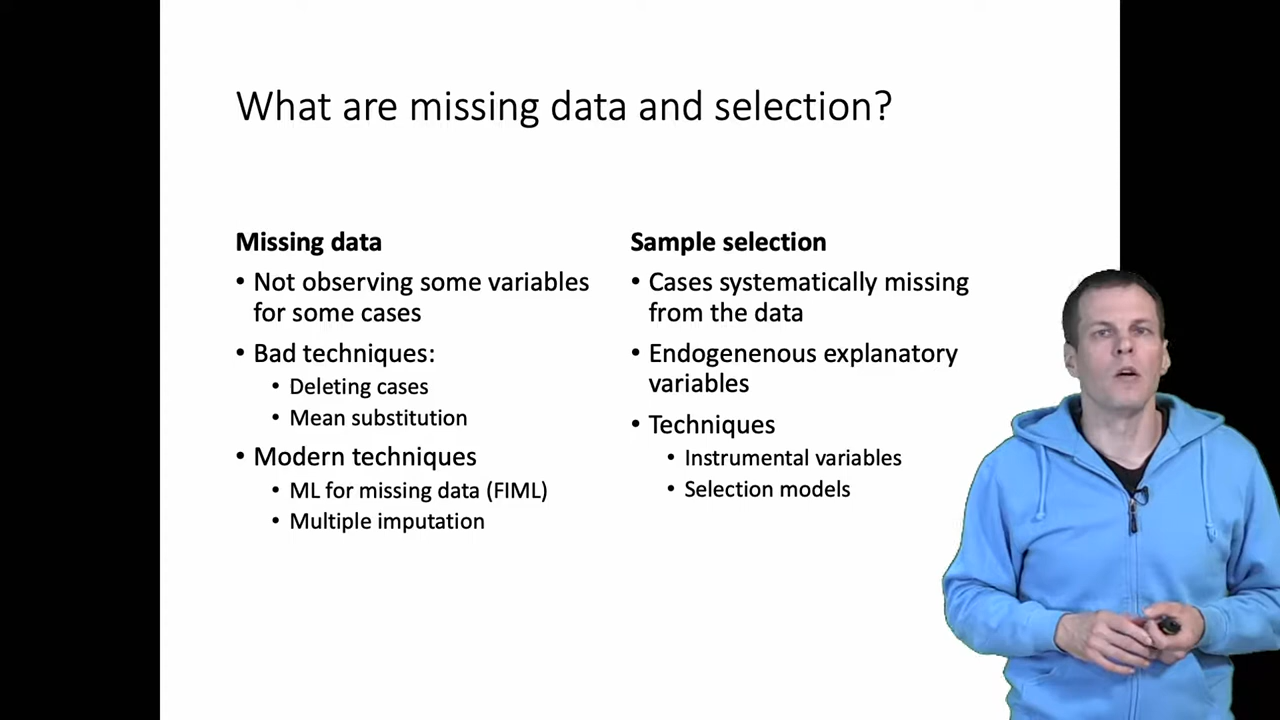 What are missing data and selection?
Missing data
• Not observing some variables
for some cases
• Bad techniques:
• Deleting cases
• Mean substitution
• Modern techniques
• ML for missing data (FIML)
• Multiple imputation
Sample selection
• Cases systematically missing
from the data
• Endogenenous explanatory
variables
• Techniques
• Instrumental variables
• Selection models